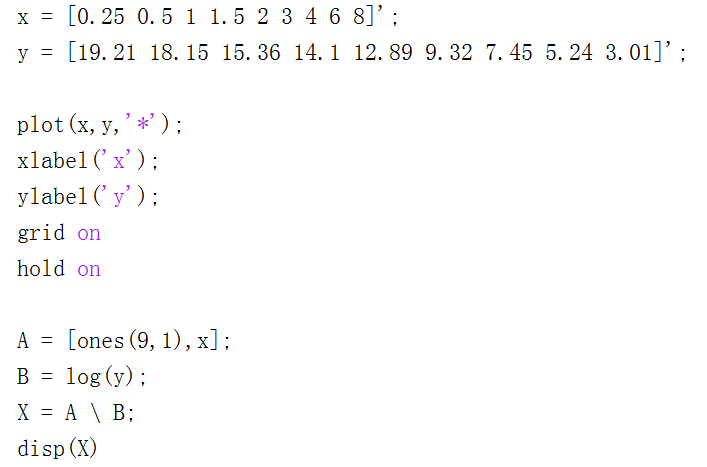 x = [0.25 0.5 1 1.5 2 3 4 6 8]';
y = [19.21 18.15 15.36 14.1 12.89 9.32 7.45 5.24 3.01]';
plot(x,y,'*');
xlabel('x');
ylabel('y');
grid on
hold on
A = [ones(9,1),x];
B = log(y);
X = A \ B;
disp(X)